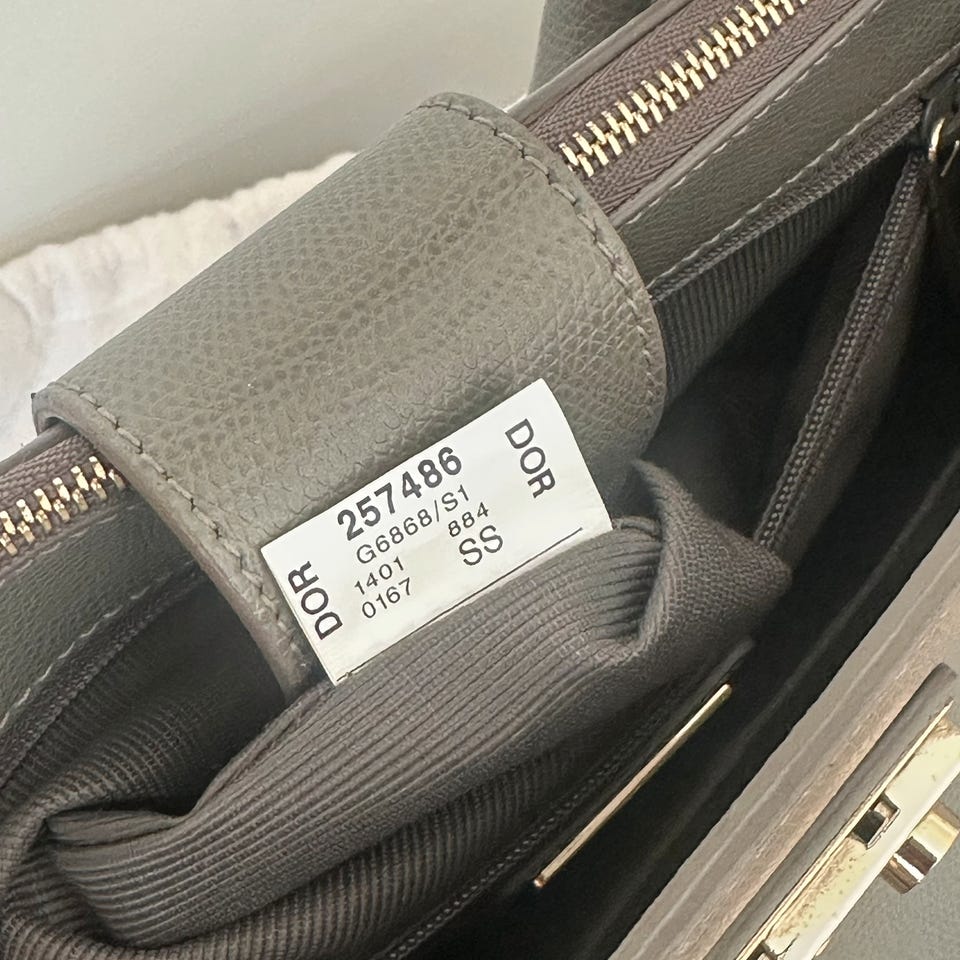 257486
G6868/S1
1401 884
0167 SS
DOR
DOR